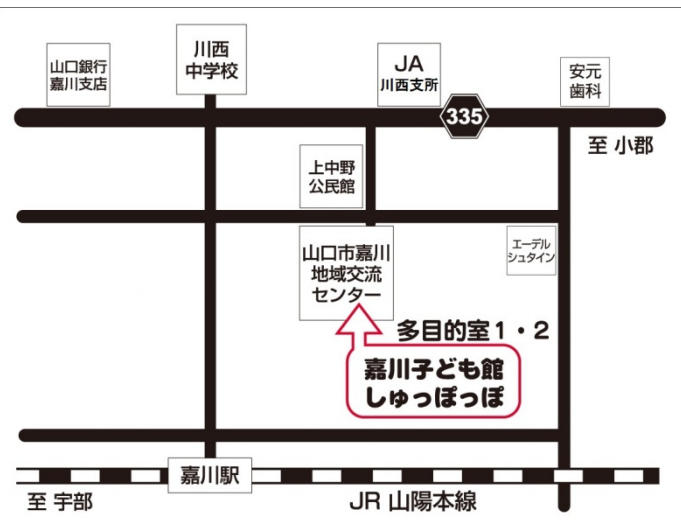 山口銀行
嘉川支店
川西
中学校
JA
川西支所
安元
歯科
335
至 小郡
上中野
公民館
山口市嘉川
地域交流
センター
エーデル
シュタイン
多目的室1・2
嘉川子ども館
しゅっぽっぽ
嘉川駅
至 宇部
JR 山陽本線